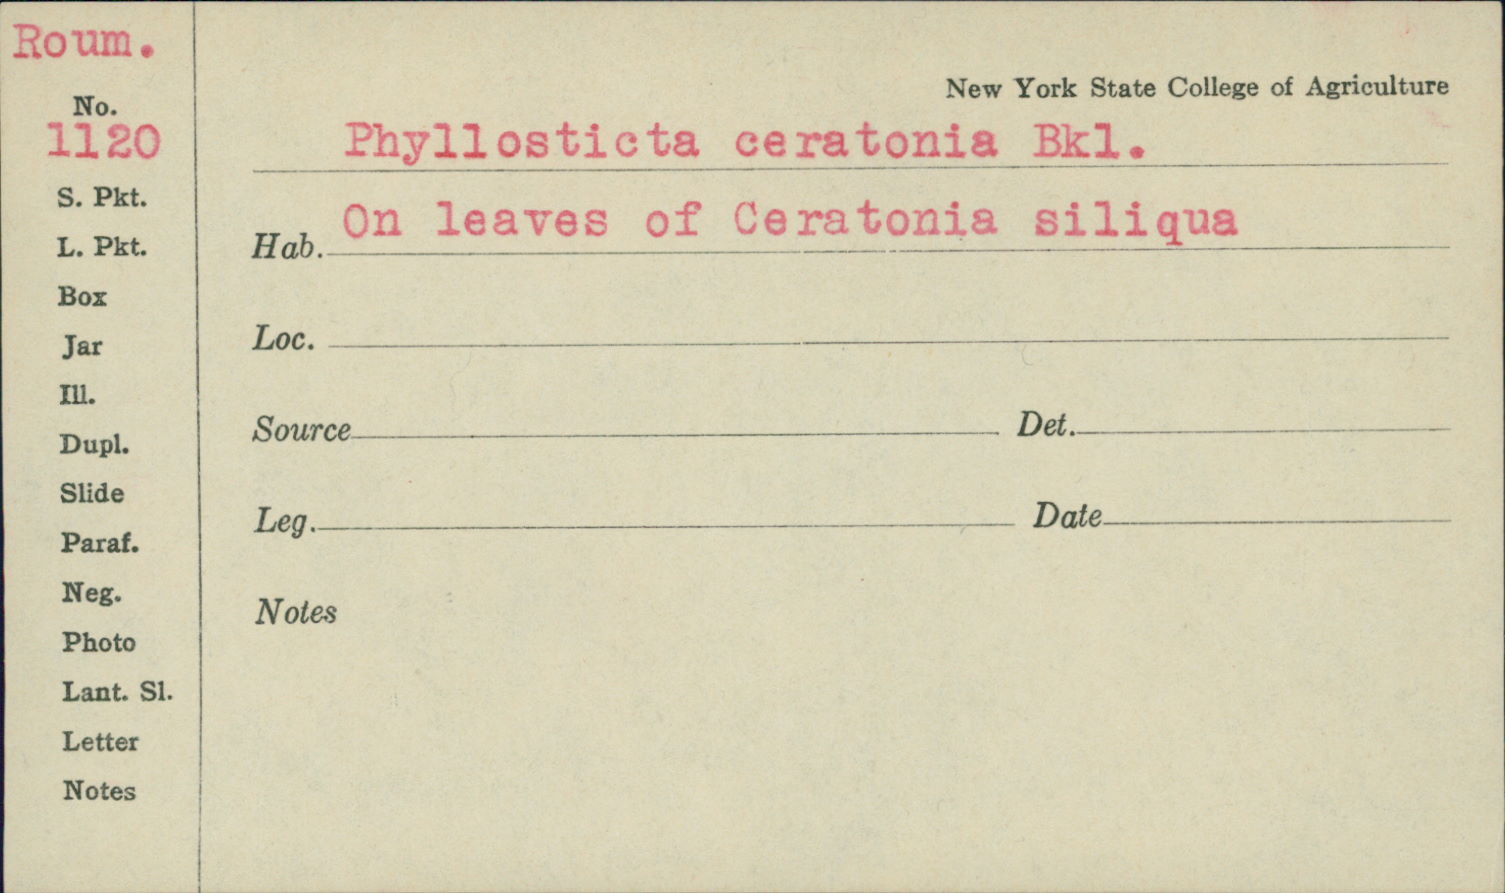 Roum.
New York State College of Agriculture
No.
1120
Phyllosticta ceratonia Bkl.
S. Pkt.
Hab. On leaves of Ceratonia siliqua
L. Pkt.
Box
Loc.
Jar
Ill.
Source Det.
Dupl.
Slide
Leg. Date
Paraf.
Neg.
Notes
Photo
Lant. Sl.
Letter
Notes